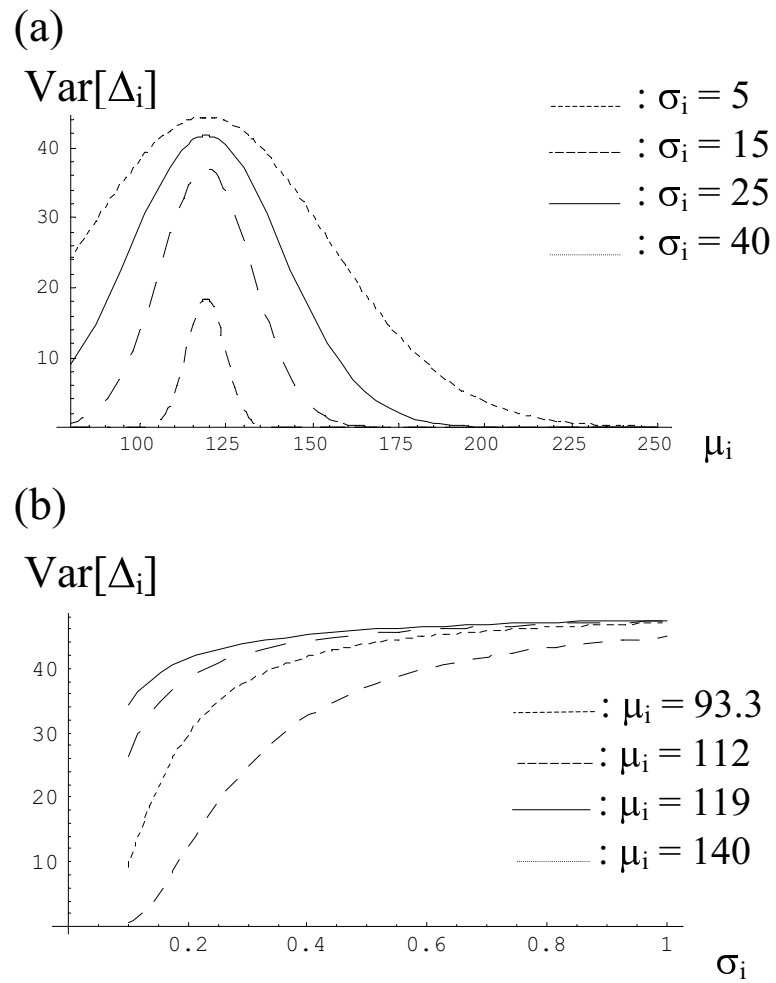 (a)
Var[Δi]
: σi = 5
: σi = 15
: σi = 25
: σi = 40
40
30
20
10
100 125 150 175 200 225 250
μi
(b)
Var[Δi]
40
30
20
10
: μi = 93.3
: μi = 112
: μi = 119
: μi = 140
0.2 0.4 0.6 0.8 1
σi